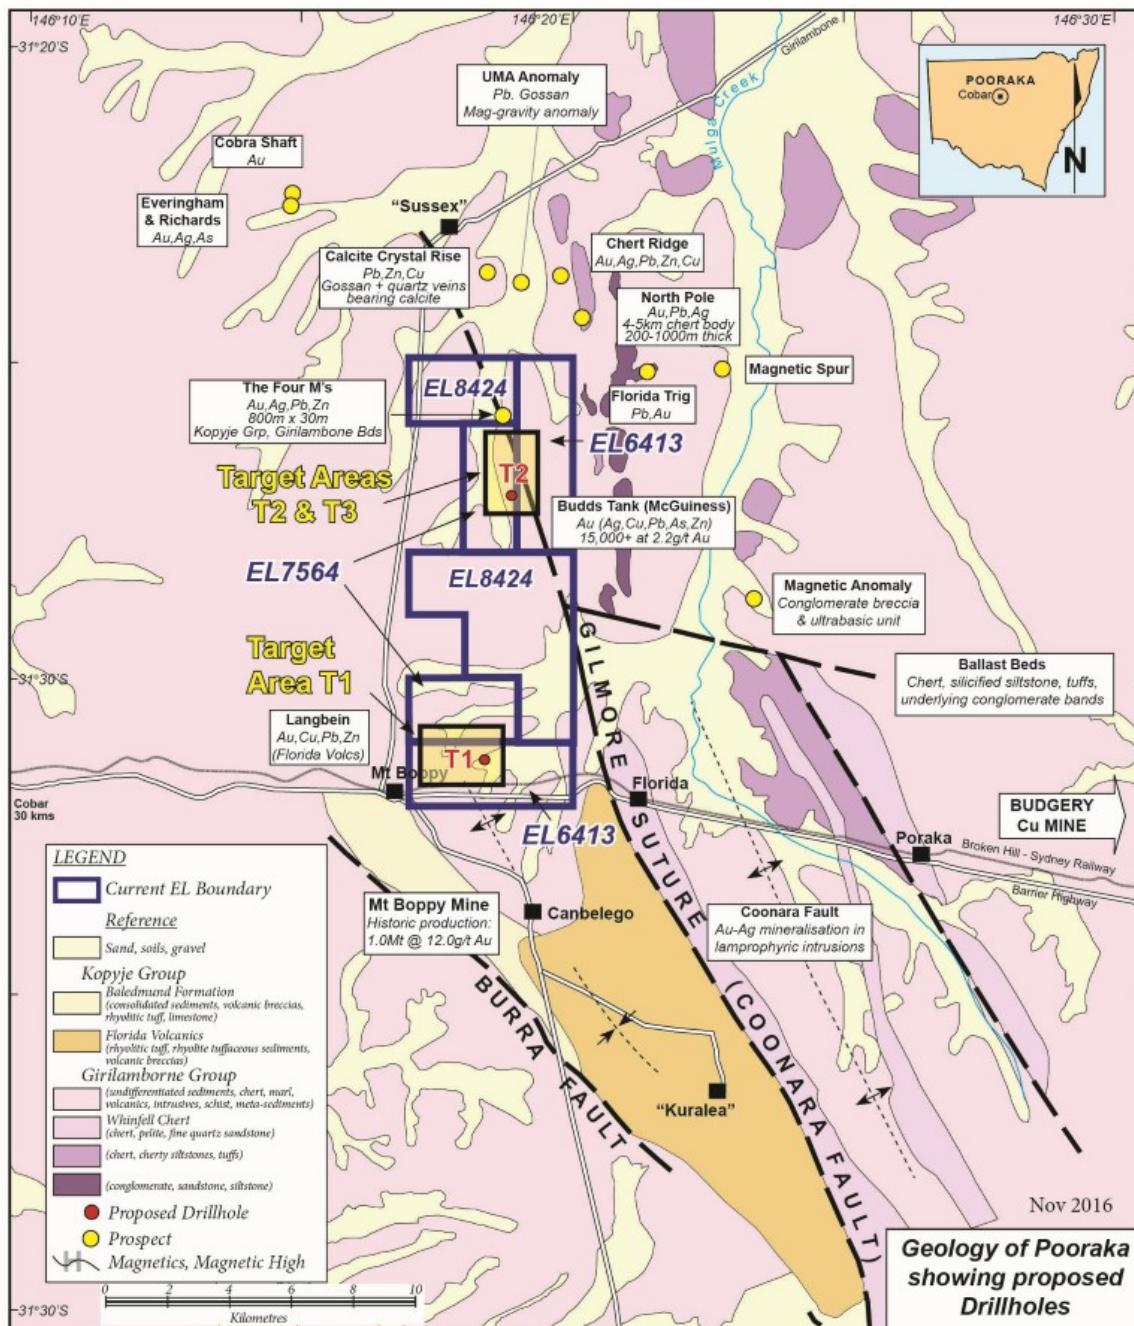 146°10'E
146°20'E
146°30'E
31°20'S
Girilambone
Mulga Creek
POORAKA
Cobar
N
UMA Anomaly
Pb. Gossan
Mag-gravity anomaly
Cobra Shaft
Au
Everingham
& Richards
Au,Ag,As
"Sussex"
Calcite Crystal Rise
Pb,Zn,Cu
Gossan + quartz veins
bearing calcite
Chert Ridge
Au,Ag,Pb,Zn,Cu
North Pole
Au,Pb,Ag
4-5km chert body
200-1000m thick
Magnetic Spur
Florida Trig
Pb,Au
The Four M's
Au,Ag,Pb,Zn
800m x 30m
Kopyje Grp, Girilambone Bds
EL8424
EL6413
Target Areas
T2 & T3
T2
Budds Tank (McGuiness)
Au (Ag,Cu,Pb,As,Zn)
15,000+ at 2.2g/t Au
EL7564
EL8424
Magnetic Anomaly
Conglomerate breccia
& ultrabasic unit
Target
Area T1
31°30'S
Ballast Beds
Chert, silicified siltstone, tuffs,
underlying conglomerate bands
Langbein
Au,Cu,Pb,Zn
(Florida Volcs)
T1
Mt Boppy
Cobar
30 kms
Florida
EL6413
BUDGERY
Cu MINE
Poraka
Broken Hill - Sydney Railway
Barrier Highway
GILMORE SUTURE (COONARA FAULT)
Mt Boppy Mine
Historic production:
1.0Mt @ 12.0g/t Au
Canbelego
Coonara Fault
Au-Ag mineralisation in
lamprophyric intrusions
BURRA FAULT
"Kuralea"
LEGEND
Current EL Boundary
Reference
Sand, soils, gravel
Kopyje Group
Baledmund Formation
(consolidated sediments, volcanic breccias,
rhyolitic tuff, limestone)
Florida Volcanics
(rhyolitic tuff, rhyolite tuffaceous sediments,
volcanic breccias)
Girilamborne Group
(undifferentiated sediments, chert, marl,
volcanics, intrusives, schist, meta-sediments)
Whinfell Chert
(chert, pelite, fine quartz sandstone)
(chert, cherty siltstones, tuffs)
(conglomerate, sandstone, siltstone)
Proposed Drillhole
Prospect
Magnetics, Magnetic High
0 2 4 6 8 10
Kilometres
31°30'S
Nov 2016
Geology of Pooraka
showing proposed
Drillholes